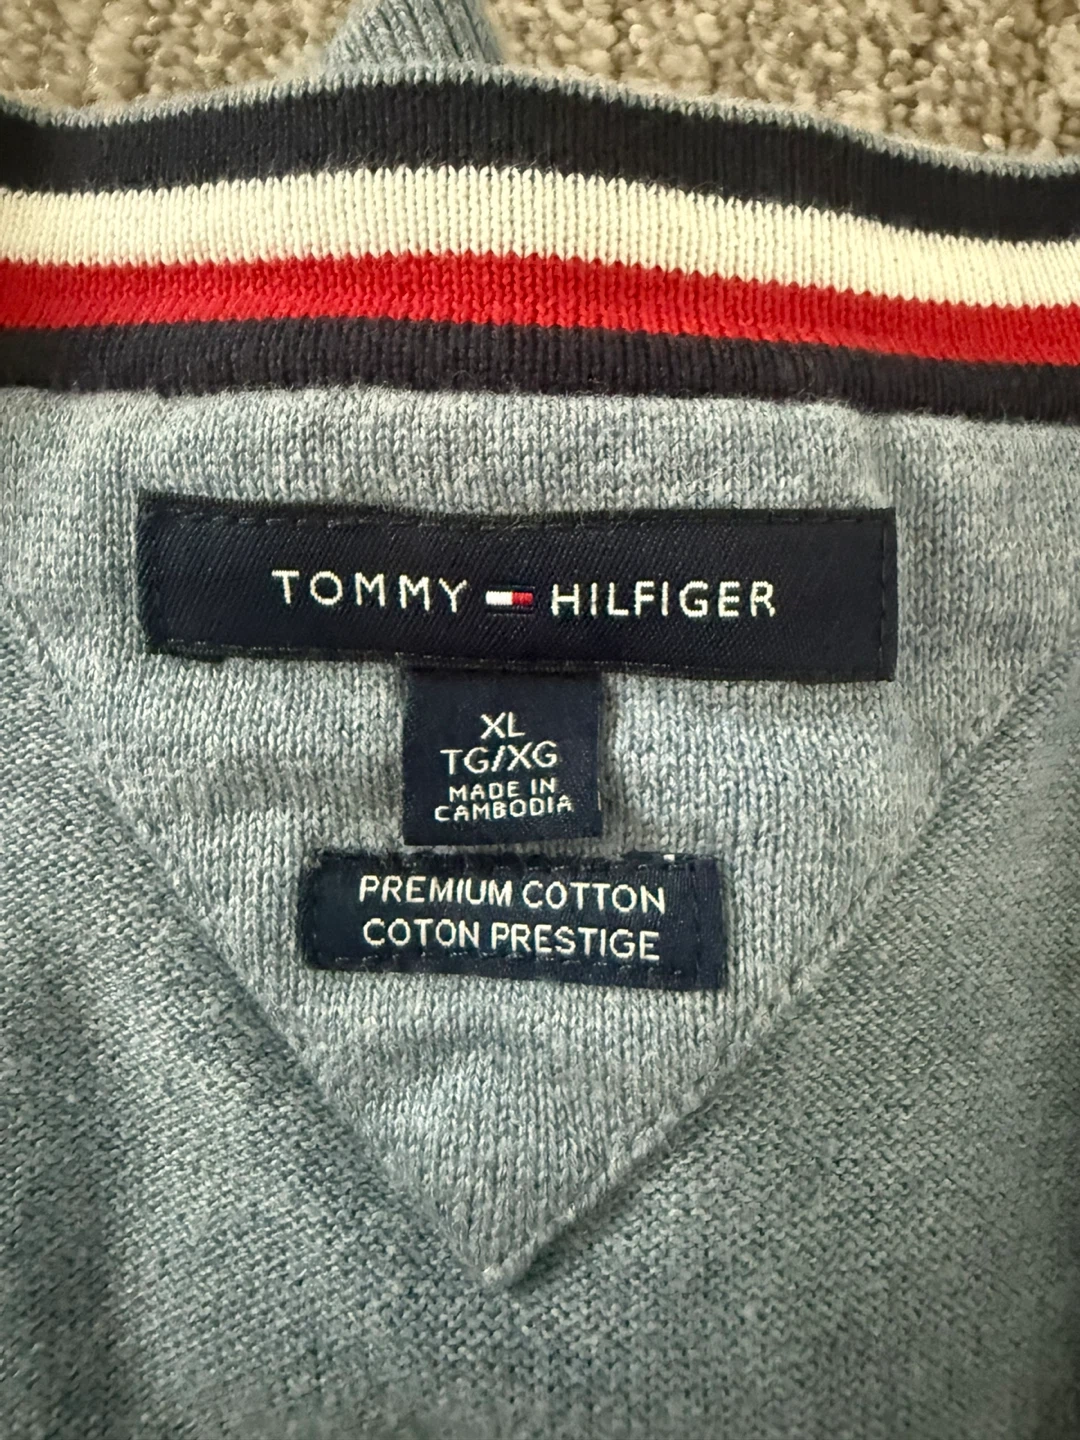 TOMMY HILFIGER
XL
TG/XG
MADE IN
CAMBODIA
PREMIUM COTTON
COTON PRESTIGE